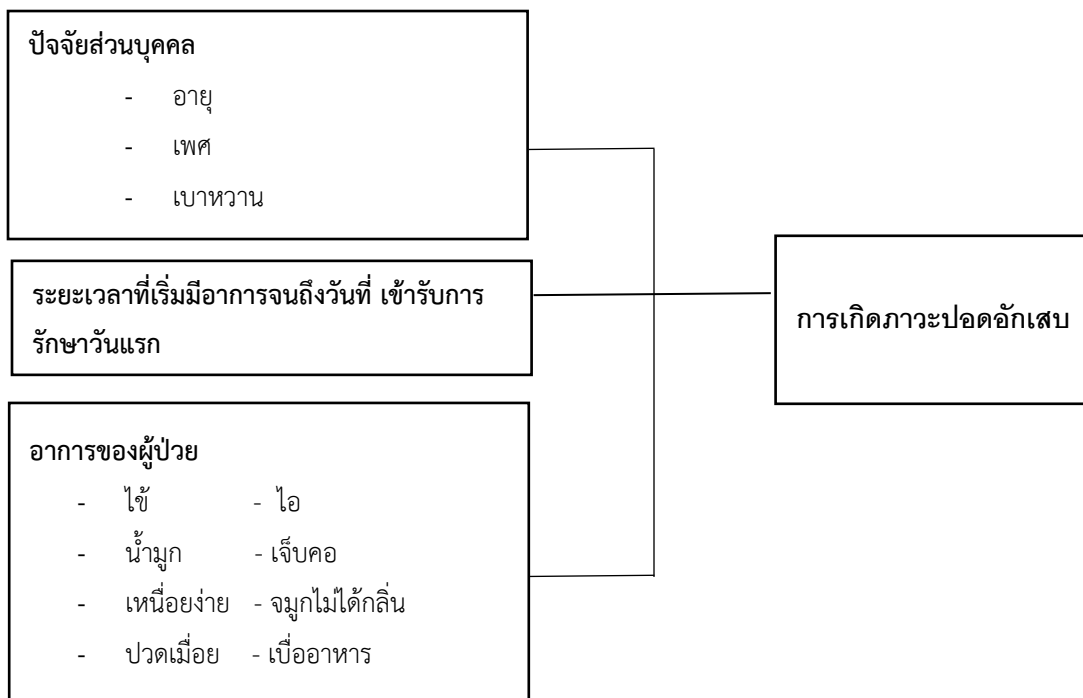 ปัจจัยส่วนบุคคล
- อายุ
- เพศ
- เบาหวาน
ระยะเวลาที่เริ่มมีอาการจนถึงวันที่ เข้ารับการ
รักษาวันแรก
การเกิดภาวะปอดอักเสบ
อาการของผู้ป่วย
- ไข้ - ไอ
- น้ำมูก - เจ็บคอ
- เหนื่อยง่าย - จมูกไม่ได้กลิ่น
- ปวดเมื่อย - เบื่ออาหาร